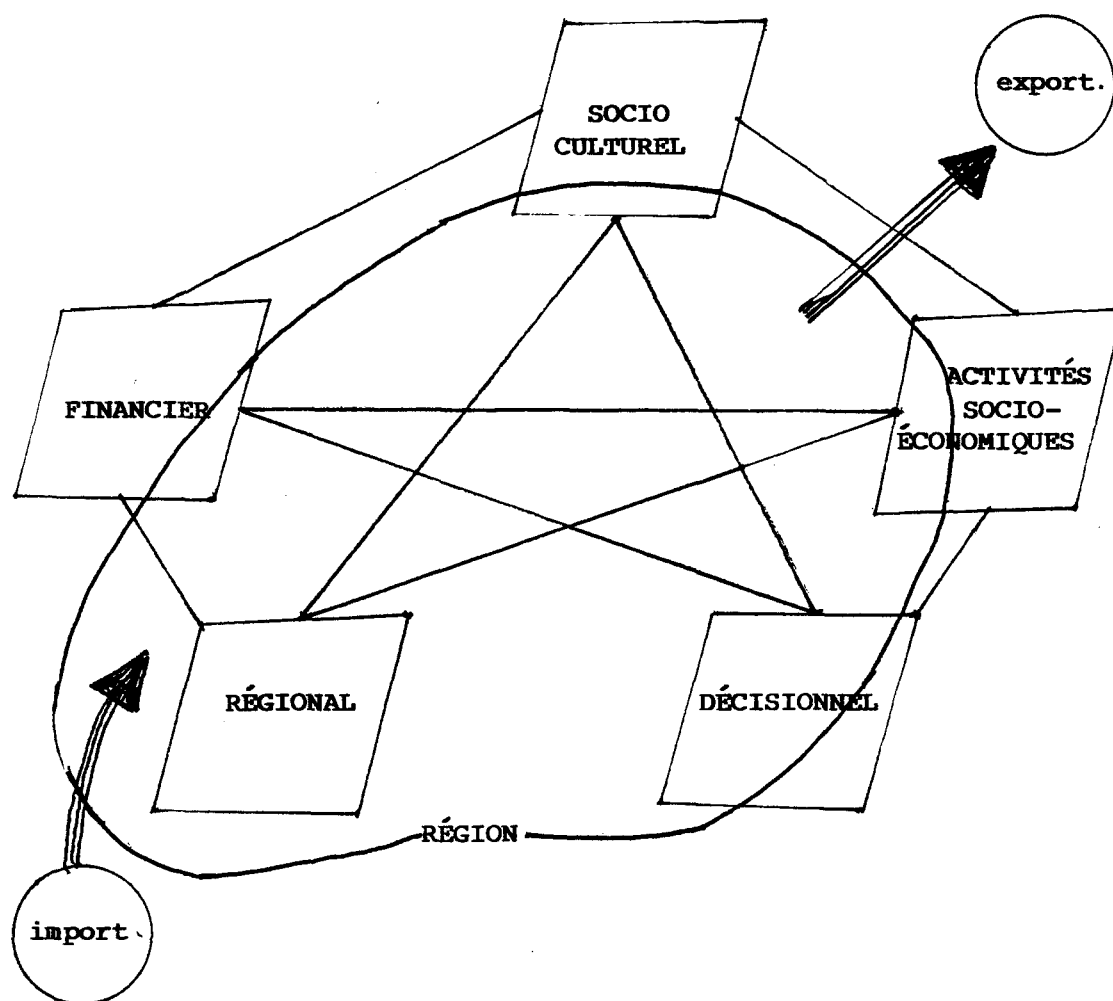 export.
SOCIO
CULTUREL
FINANCIER
ACTIVITÉS
SOCIO-
ÉCONOMIQUES
RÉGIONAL
DÉCISIONNEL
RÉGION
import